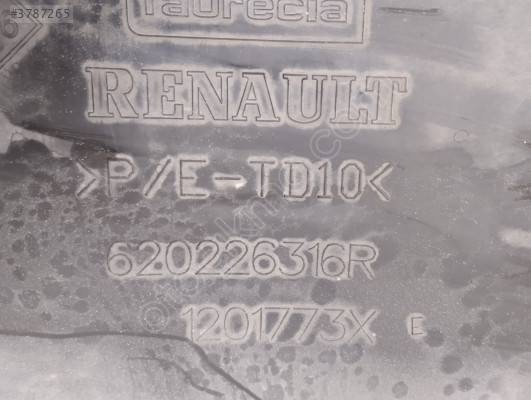 #3787265
faurecia
RENAULT
>P/E-TD10<
620226316R
1201773X E